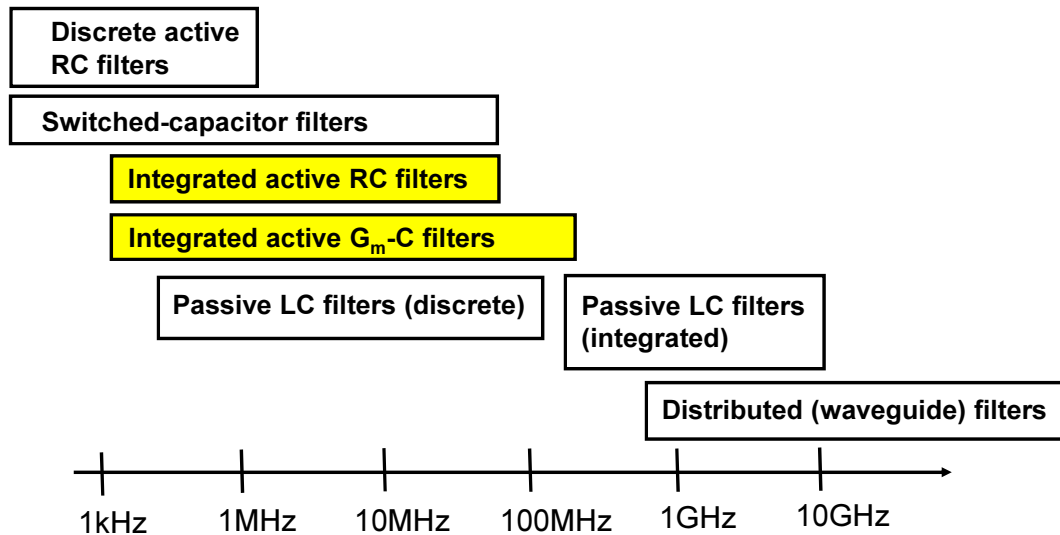 Discrete active
RC filters
Switched-capacitor filters
Integrated active RC filters
Integrated active Gm-C filters
Passive LC filters (discrete)
Passive LC filters
(integrated)
Distributed (waveguide) filters
1kHz 1MHz 10MHz 100MHz 1GHz 10GHz